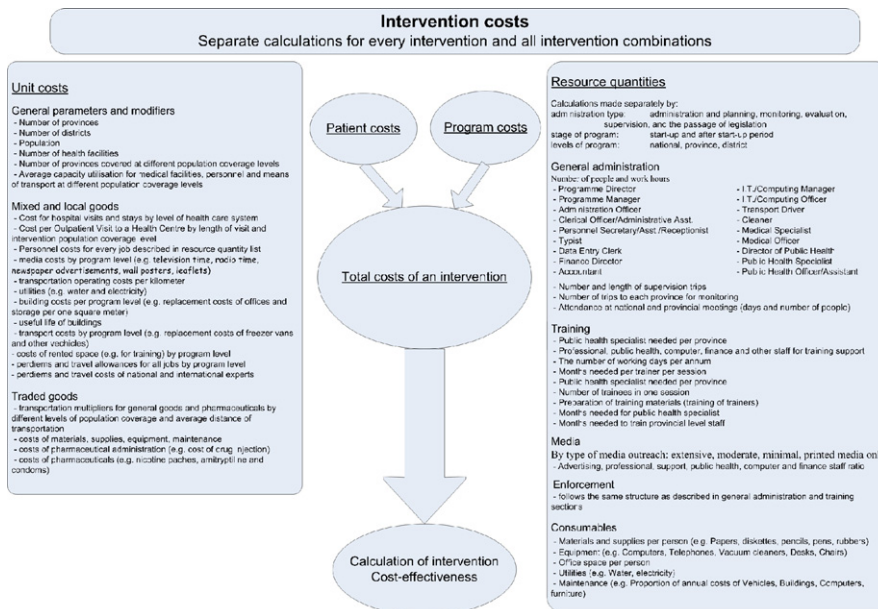 Intervention costs
Separate calculations for every intervention and all intervention combinations
Unit costs
General parameters and modifiers
- Number of provinces
- Number of districts
- Population
- Number of health facilities
- Number of provinces covered at different population coverage levels
- Average capacity utilisation for medical facilities, personnel and means
of transport at different population coverage levels
Mixed and local goods
- Cost for hospital visits and stays by level of health care system
- Cost per Outpatient Visit to a Health Centre by length of visit and
intervention population coverage level
- Personnel costs for every job described in resource quantity list
- media costs by program level (e.g. television time, radio time,
newspaper advertisements, wall posters, leaflets)
- transportation operating costs per kilometer
- utilities (e.g. water and electricity)
- building costs per program level (e.g. replacement costs of offices and
storage per one square meter)
- useful life of buildings
- transport costs by program level (e.g. replacement costs of freezer vans
and other vechicles)
- costs of rented space (e.g. for training) by program level
- perdiems and travel allowances for all jobs by program level
- perdiems and travel costs of national and international experts
Traded goods
- transportation multipliers for general goods and pharmaceuticals by
different levels of population coverage and average distance of
transportation
- costs of materials, supplies, equipment, maintenance
- costs of pharmaceutical administration (e.g. cost of drug injection)
- costs of pharmaceuticals (e.g. nicotine paches, amitryptiline and
condoms)
Patient costs
Program costs
Total costs of an intervention
Calculation of intervention
Cost-effectiveness
Resource quantities
Calculations made separately by:
administration type: administration and planning, monitoring, evaluation,
supervision, and the passage of legislation
stage of program: start-up and after start-up period
levels of program: national, province, district
General administration
Number of people and work hours
- Programme Director
- Programme Manager
- Administration Officer
- Clerical Officer/Administrative Asst.
- Personnel Secretary/Asst./Receptionist
- Typist
- Data Entry Clerk
- Finance Director
- Accountant
- I.T./Computing Manager
- I.T./Computing Officer
- Transport Driver
- Cleaner
- Medical Specialist
- Medical Officer
- Director of Public Health
- Public Health Specialist
- Public Health Officer/Assistant
- Number and length of supervision trips
- Number of trips to each province for monitoring
- Attendance at national and provincial meetings (days and number of people)
Training
- Public health specialist needed per province
- Professional, public health, computer, finance and other staff for training support
- The number of working days per annum
- Months needed per trainer per session
- Public health specialist needed per province
- Number of trainees in one session
- Preparation of training materials (training of trainers)
- Months needed for public health specialist
- Months needed to train provincial level staff
Media
By type of media outreach: extensive, moderate, minimal, printed media on
- Advertising, professional, support, public health, computer and finance staff ratio
Enforcement
- follows the same structure as described in general administration and training
sections
Consumables
- Materials and supplies per person (e.g. Papers, diskettes, pencils, pens, rubbers)
- Equipment (e.g. Computers, Telephones, Vacuum cleaners, Desks, Chairs)
- Office space per person
- Utilities (e.g. Water, electricity)
- Maintenance (e.g. Proportion of annual costs of Vehicles, Buildings, Computers,
furniture)